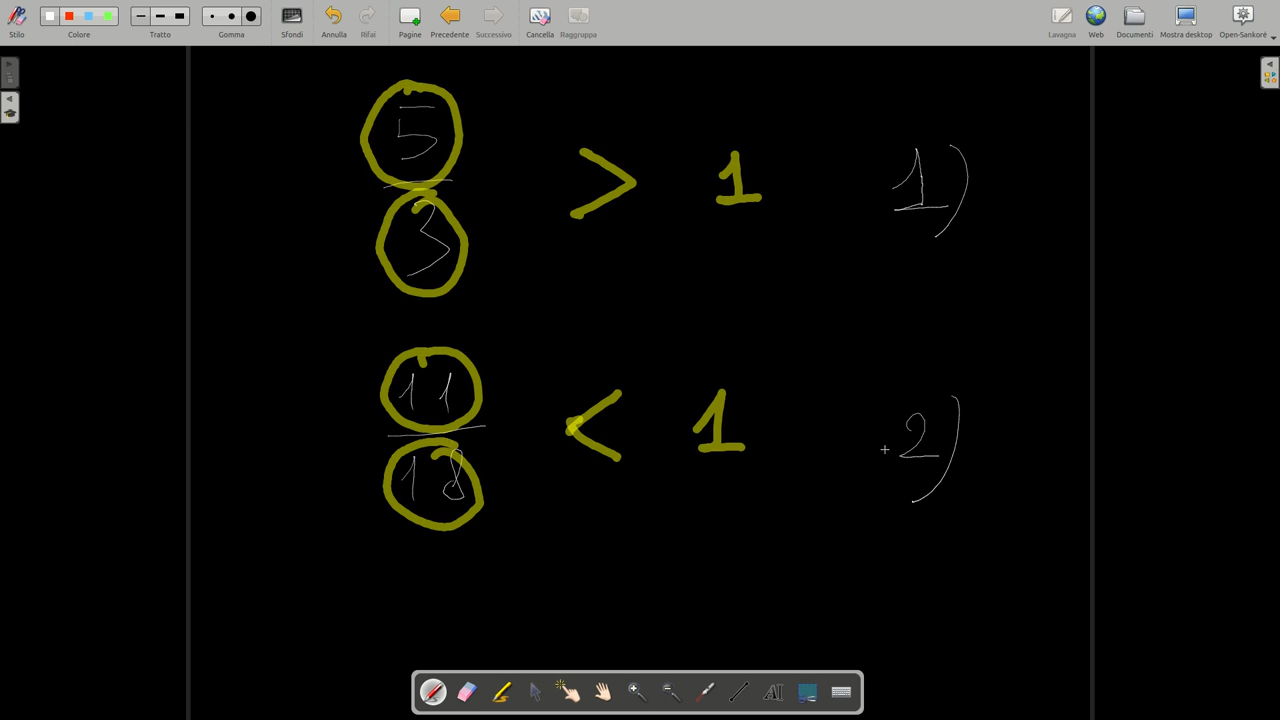 Stilo Colore Tratto Gomma Sfondi Annulla Rifai Pagine Precedente Successivo Cancella Raggruppa Lavagna Web Documenti Mostra desktop Open-Sankoré
5/3 > 1 1)
11/18 < 1 2)
AI